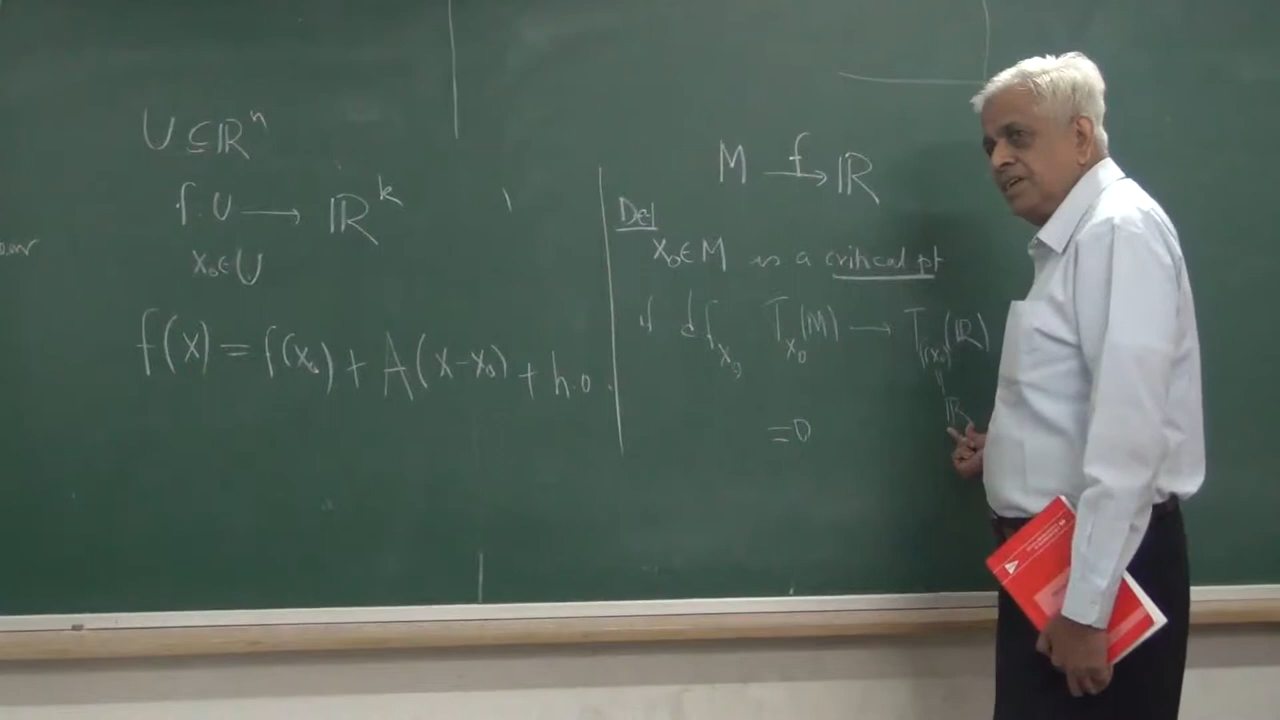 U ⊆ ℝⁿ
f: U ⟶ ℝᵏ
x₀ ∈ U
f(x) = f(x₀) + A(x-x₀) + h.o.
M —f→ ℝ
Def
x₀ ∈ M is a critical pt
if df_{x₀} T_{x₀}(M) ⟶ T_{f(x₀)}(ℝ)
||
ℝ
=0